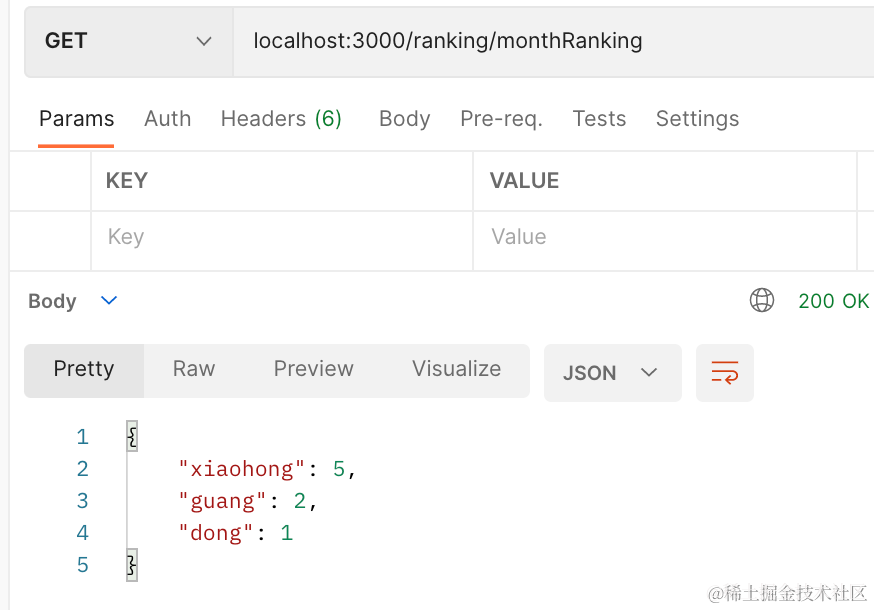 GET localhost:3000/ranking/monthRanking
Params Auth Headers (6) Body Pre-req. Tests Settings
KEY VALUE
Key Value
Body 200 OK
Pretty Raw Preview Visualize JSON
1 {
2 "xiaohong": 5,
3 "guang": 2,
4 "dong": 1
5 }
@稀土掘金技术社区